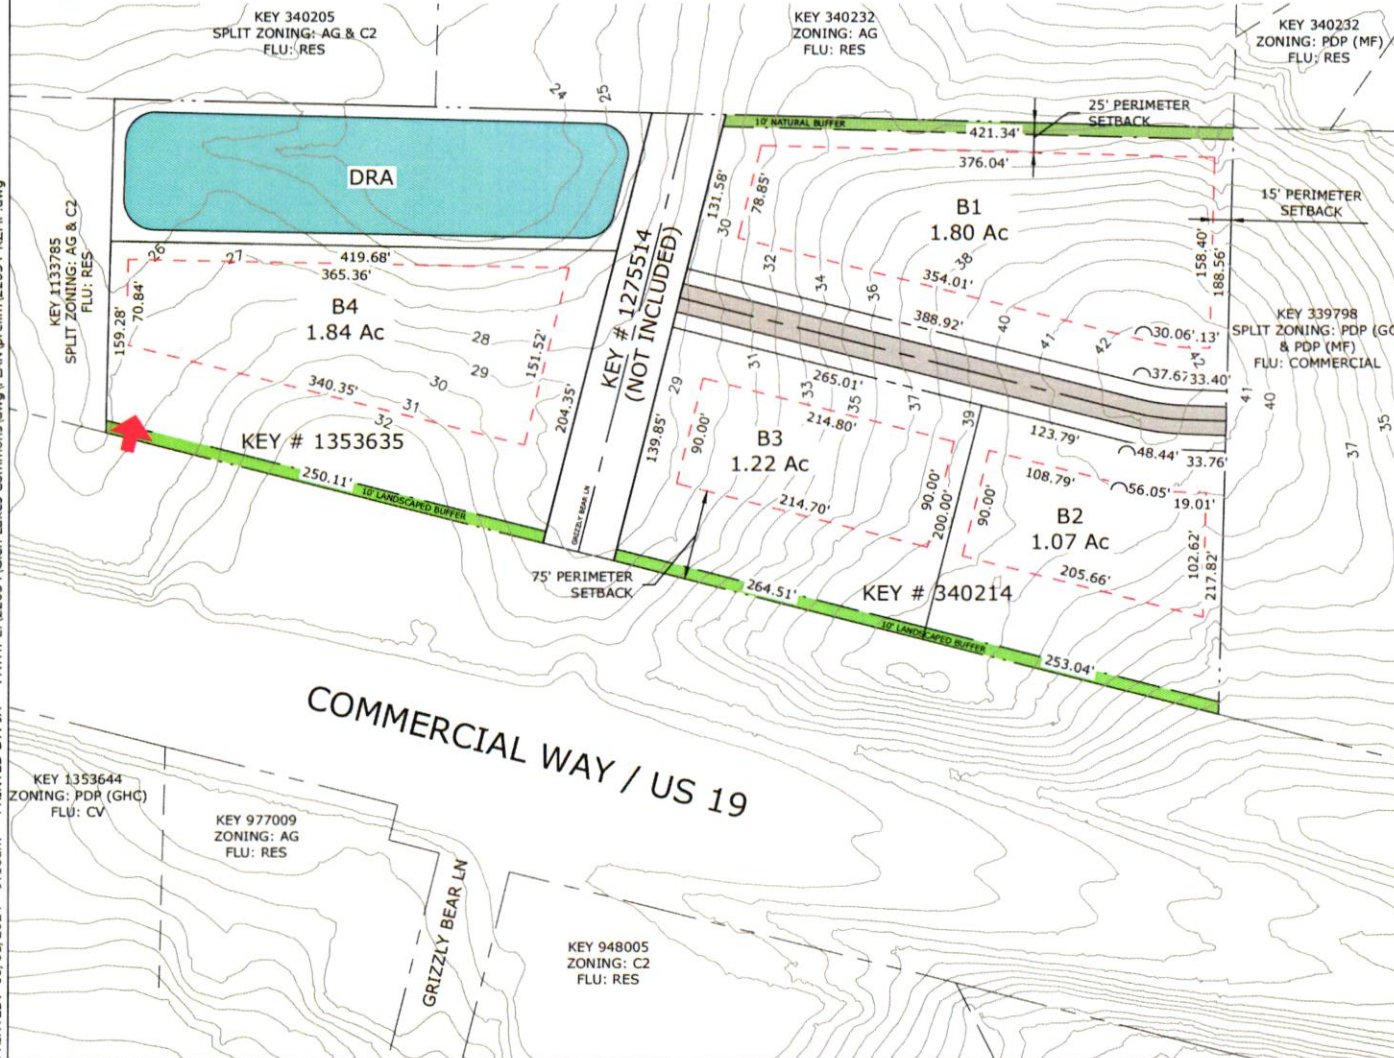 KEY 340205
SPLIT ZONING: AG & C2
FLU: RES
KEY 340232
ZONING: AG
FLU: RES
KEY 340232
ZONING: PDP (MF)
FLU: RES
24
25
10' NATURAL BUFFER
421.34'
25' PERIMETER
SETBACK
376.04'
DRA
131.58'
78.85'
B1
1.80 Ac
15' PERIMETER
SETBACK
KEY 1133785
SPLIT ZONING: AG & C2
FLU: RES
26
27
419.68'
365.36'
KEY # 1275514
(NOT INCLUDED)
30
32
34
36
38
354.01'
158.40'
188.56'
159.28'
70.84'
B4
1.84 Ac
28
29
30
31
32
340.35'
151.52'
204.35'
388.92'
40
41
42
42
30.06'
.13'
37.67
33.40'
41
40
37
35
KEY 339798
SPLIT ZONING: PDP (GC
& PDP (MF)
FLU: COMMERCIAL
29
31
33
35
37
39
265.01'
214.80'
139.85'
90.00'
B3
1.22 Ac
214.70'
90.00'
200.00'
123.79'
48.44'
33.76'
108.79'
56.05'
19.01'
90.00'
B2
1.07 Ac
102.62'
217.82'
205.66'
KEY # 1353635
250.11'
10' LANDSCAPED BUFFER
GRIZZLY BEAR LN
75' PERIMETER
SETBACK
264.51'
KEY # 340214
10' LANDSCAPED BUFFER
253.04'
COMMERCIAL WAY / US 19
KEY 1353644
ZONING: PDP (GHC)
FLU: CV
KEY 977009
ZONING: AG
FLU: RES
GRIZZLY BEAR LN
KEY 948005
ZONING: C2
FLU: RES